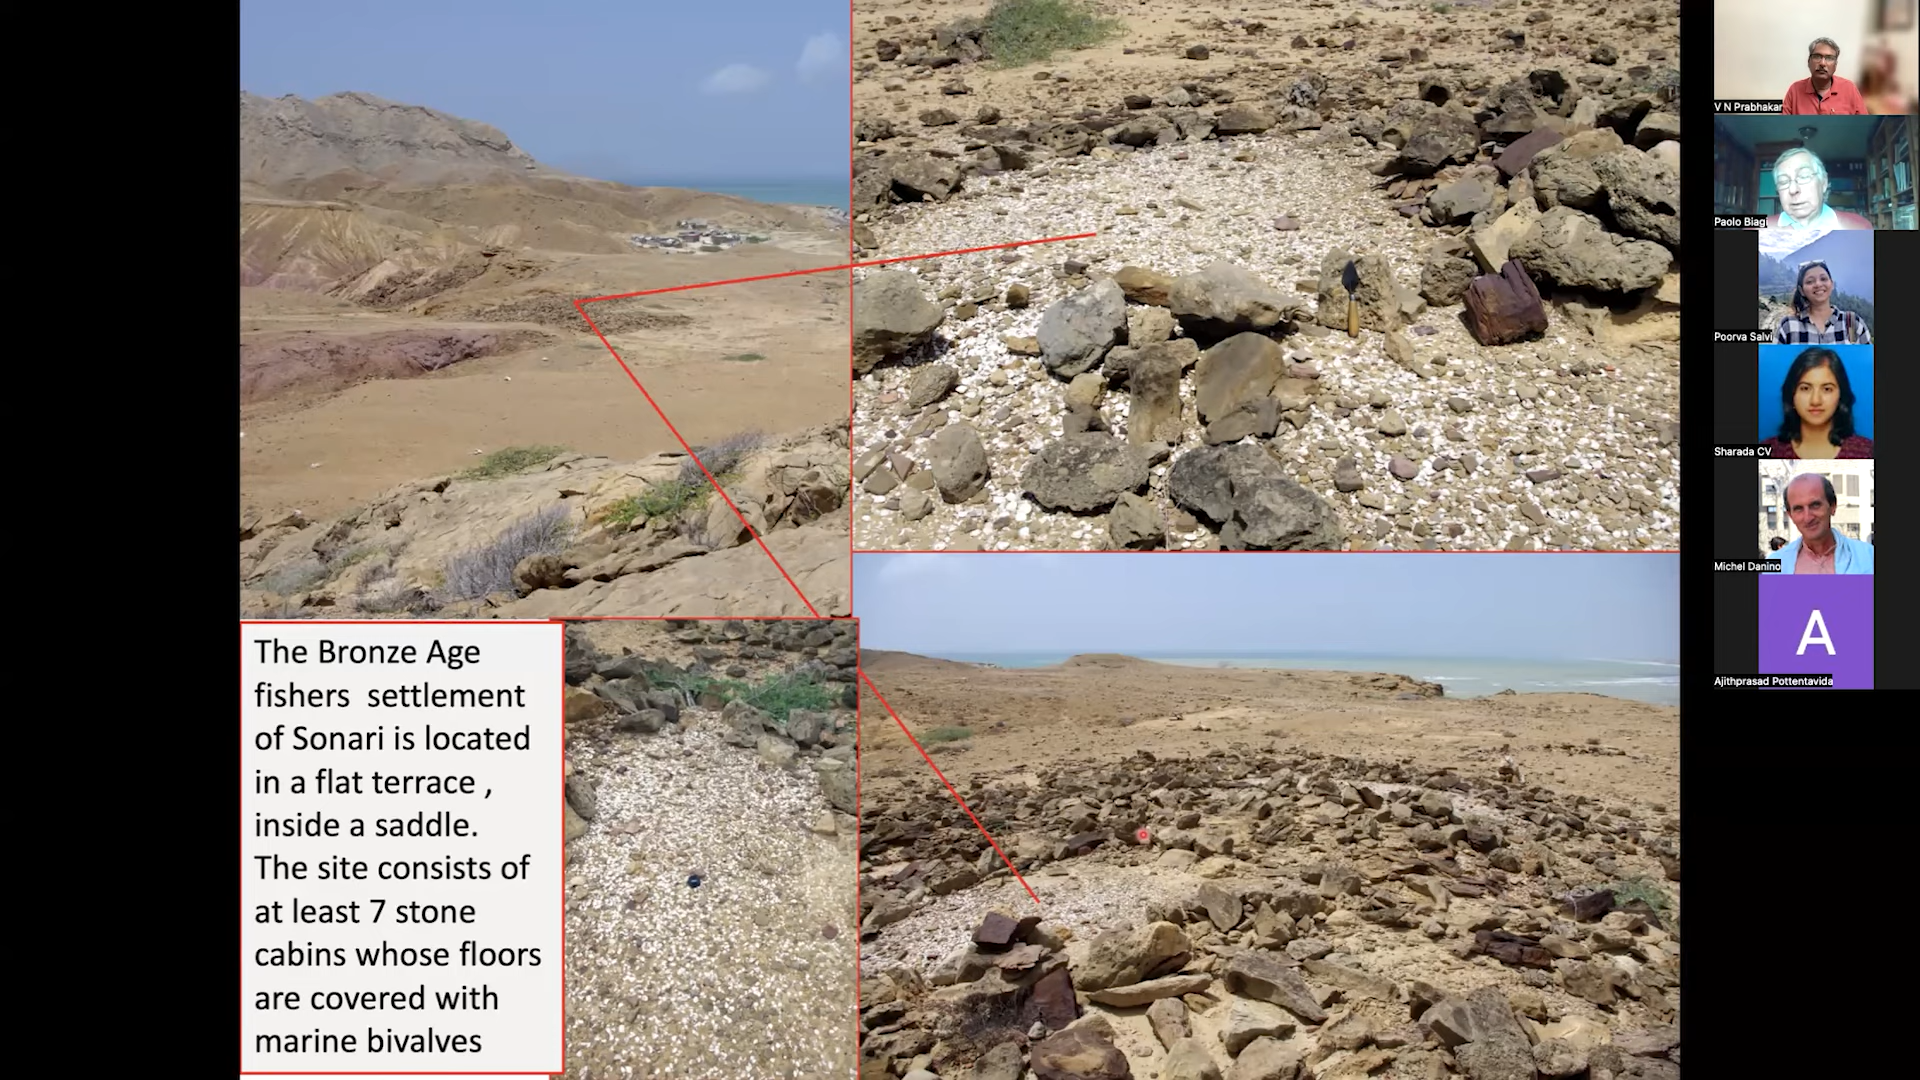 The Bronze Age
fishers  settlement
of Sonari is located
in a flat terrace ,
inside a saddle.
The site consists of
at least 7 stone
cabins whose floors
are covered with
marine bivalves
V N Prabhakar
Paolo Biagi
Poorva Salvi
Sharada CV
Michel Danino
A
Ajithprasad Pottentavida